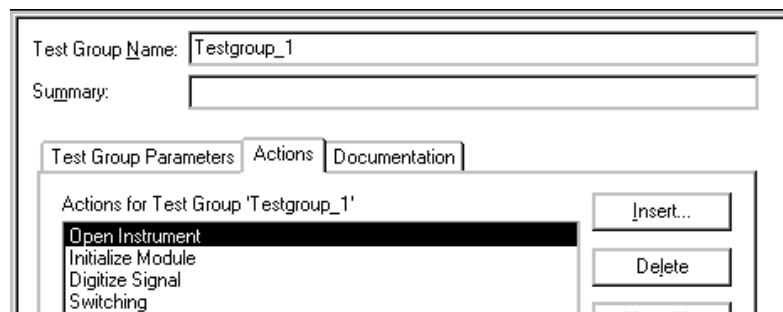 Test Group Name: Testgroup_1
Summary:
Test Group Parameters Actions Documentation
Actions for Test Group 'Testgroup_1'
Insert...
Open Instrument
Initialize Module
Delete
Digitize Signal
Switching